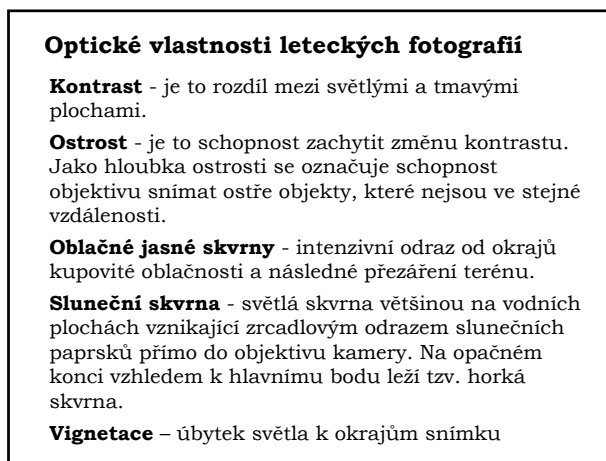 Optické vlastnosti leteckých fotografií
Kontrast - je to rozdíl mezi světlými a tmavými
plochami.
Ostrost - je to schopnost zachytit změnu kontrastu.
Jako hloubka ostrosti se označuje schopnost
objektivu snímat ostře objekty, které nejsou ve stejné
vzdálenosti.
Oblačné jasné skvrny - intenzivní odraz od okrajů
kupovité oblačnosti a následné přezáření terénu.
Sluneční skvrna - světlá skvrna většinou na vodních
plochách vznikající zrcadlovým odrazem slunečních
paprsků přímo do objektivu kamery. Na opačném
konci vzhledem k hlavnímu bodu leží tzv. horká
skvrna.
Vignetace – úbytek světla k okrajům snímku